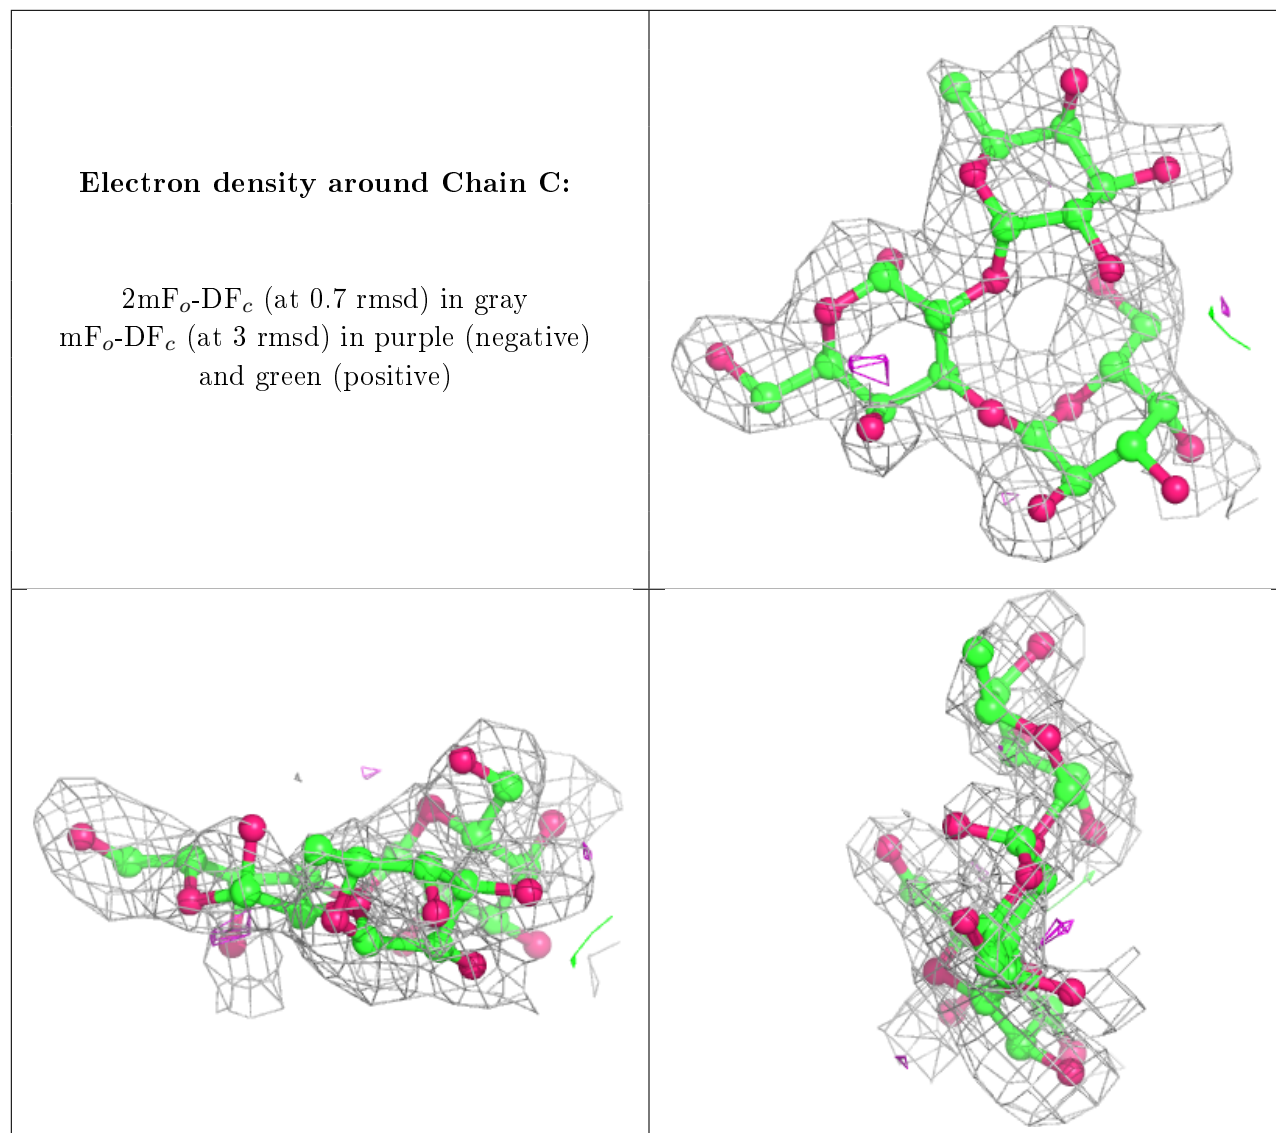 Electron density around Chain C:
2mFₒ-DF𝑐 (at 0.7 rmsd) in gray
mFₒ-DF𝑐 (at 3 rmsd) in purple (negative)
and green (positive)